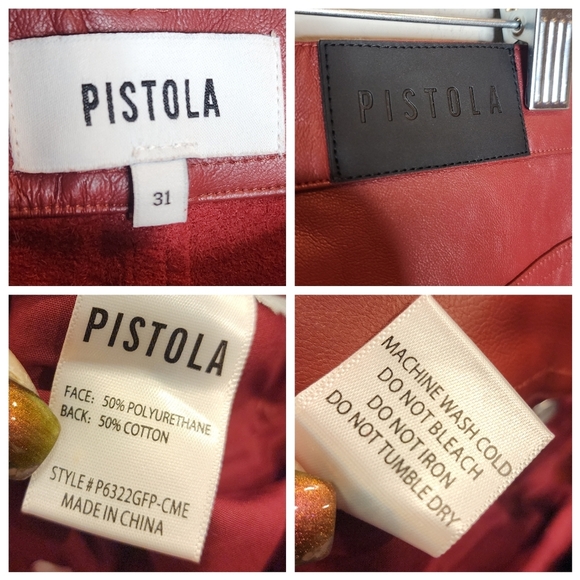 PISTOLA
31
PISTOLA
PISTOLA
FACE: 50% POLYURETHANE
BACK: 50% COTTON
STYLE # P6322GFP-CME
MADE IN CHINA
MACHINE WASH COLD
DO NOT BLEACH
DO NOT IRON
DO NOT TUMBLE DRY